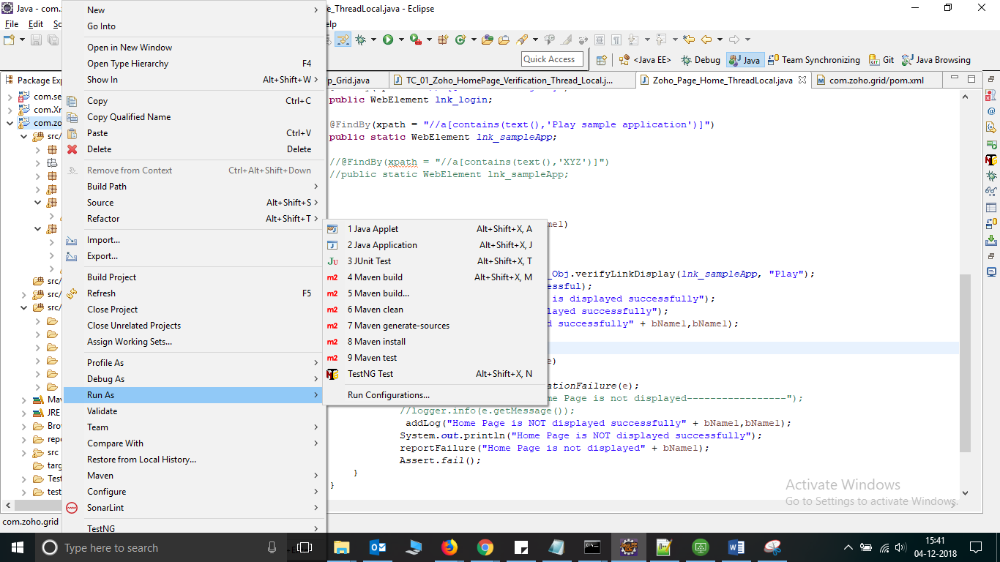 Java - com.
e_ThreadLocal.java - Eclipse
File Edit
elp
Quick Access
<Java EE> Debug Java Team Synchronizing Git Java Browsing
Package Exp
p_Grid.java TC_01_Zoho_HomePage_Verification_Thread_Local.j... Zoho_Page_Home_ThreadLocal.java com.zoho.grid/pom.xml
com.se
com.Xr
com.zo
src/
src/
src/
src/
Mav
JRE
Brow
repo
src
targ
Test
test
com.zoho.grid
New
Go Into
Open in New Window
Open Type Hierarchy F4
Show In Alt+Shift+W
Copy Ctrl+C
Copy Qualified Name
Paste Ctrl+V
Delete Delete
Remove from Context Ctrl+Alt+Shift+Down
Build Path
Source Alt+Shift+S
Refactor Alt+Shift+T
Import...
Export...
Build Project
Refresh F5
Close Project
Close Unrelated Projects
Assign Working Sets...
Profile As
Debug As
Run As
Validate
Team
Compare With
Restore from Local History...
Maven
Configure
SonarLint
TestNG
1 Java Applet Alt+Shift+X, A
2 Java Application Alt+Shift+X, J
3 JUnit Test Alt+Shift+X, T
4 Maven build Alt+Shift+X, M
5 Maven build...
6 Maven clean
7 Maven generate-sources
8 Maven install
9 Maven test
TestNG Test Alt+Shift+X, N
Run Configurations...
public WebElement lnk_login;
@FindBy(xpath = "//a[contains(text(),'Play sample application')]")
public static WebElement lnk_sampleApp;
//@FindBy(xpath = "//a[contains(text(),'XYZ')]")
//public static WebElement lnk_sampleApp;
me1)
_Obj.verifyLinkDisplay(lnk_sampleApp, "Play");
essful);
is displayed successfully");
layed successfully");
d successfully" + bName1,bName1);
e)
ationFailure(e);
me Page is not displayed-----------------");
//logger.info(e.getMessage());
addLog("Home Page is NOT displayed successfully" + bName1,bName1);
System.out.println("Home Page is NOT displayed successfully");
reportFailure("Home Page is not displayed" + bName1);
Assert.fail();
}
}
Activate Windows
Go to Settings to activate Windows.
Type here to search
15:41
04-12-2018